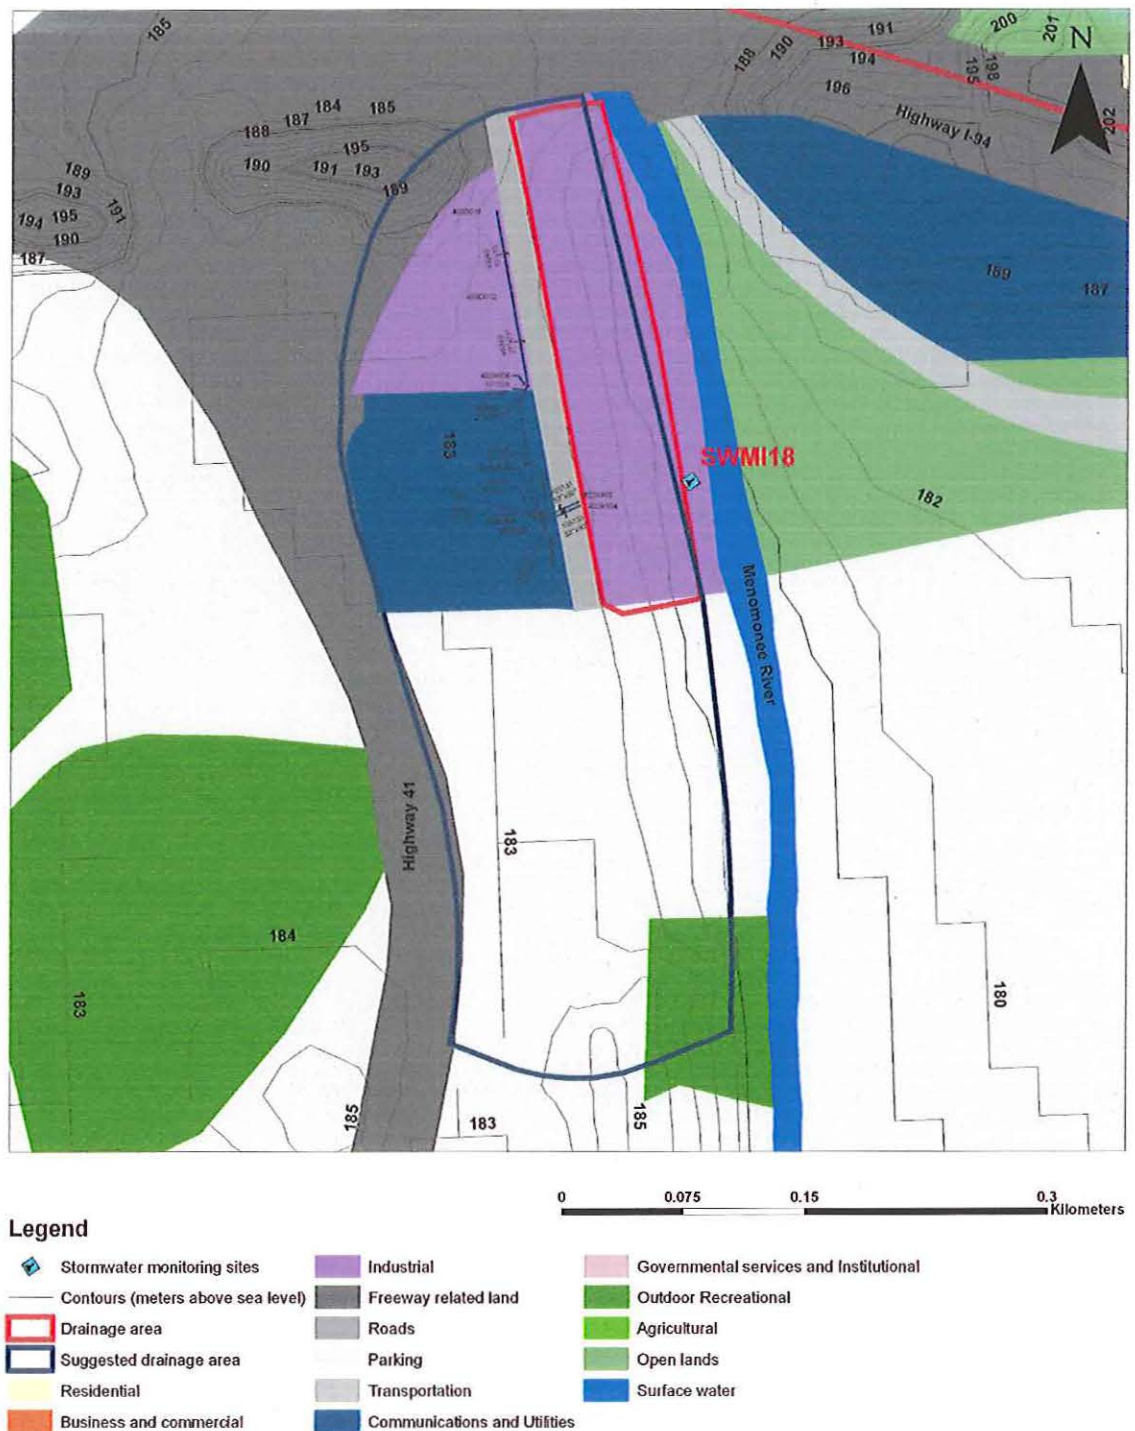 185
191
200
201
N
193
188
190
194
195
198
196
Highway I-94
202
184
185
187
188
195
190
191
193
189
189
193
194
195
191
190
187
189
187
183
SWMI18
182
Menomonee River
Highway 41
183
184
183
180
185
183
185
0 0.075 0.15 0.3
Kilometers
Legend
Stormwater monitoring sites
Contours (meters above sea level)
Drainage area
Suggested drainage area
Residential
Business and commercial
Industrial
Freeway related land
Roads
Parking
Transportation
Communications and Utilities
Governmental services and Institutional
Outdoor Recreational
Agricultural
Open lands
Surface water